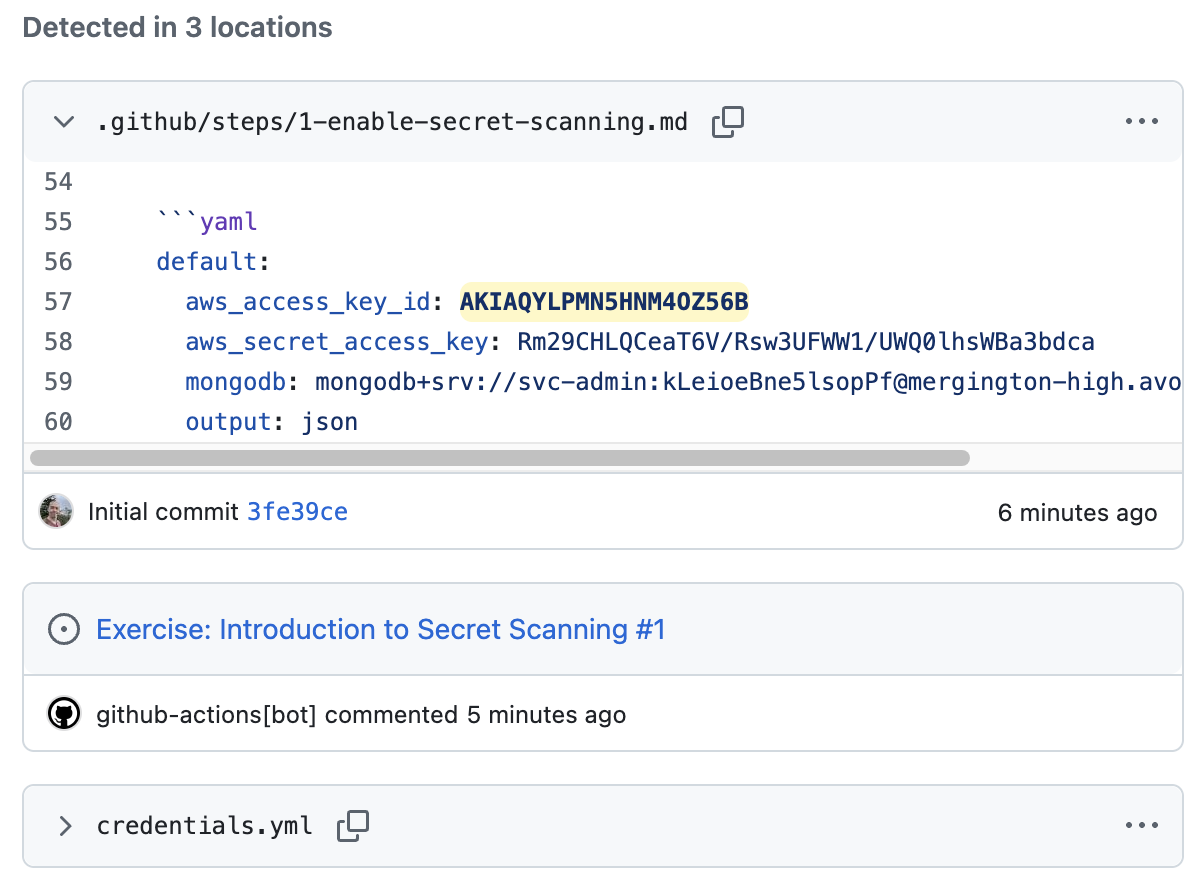 Detected in 3 locations
.github/steps/1-enable-secret-scanning.md
54
55 ```yaml
56 default:
57 aws_access_key_id: AKIAQYLPMN5HNM4OZ56B
58 aws_secret_access_key: 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
59 mongodb: mongodb+srv://svc-admin:kLeioeBne5lsopPf@mergington-high.avo
60 output: json
Initial commit 3fe39ce 6 minutes ago
Exercise: Introduction to Secret Scanning #1
github-actions[bot] commented 5 minutes ago
credentials.yml